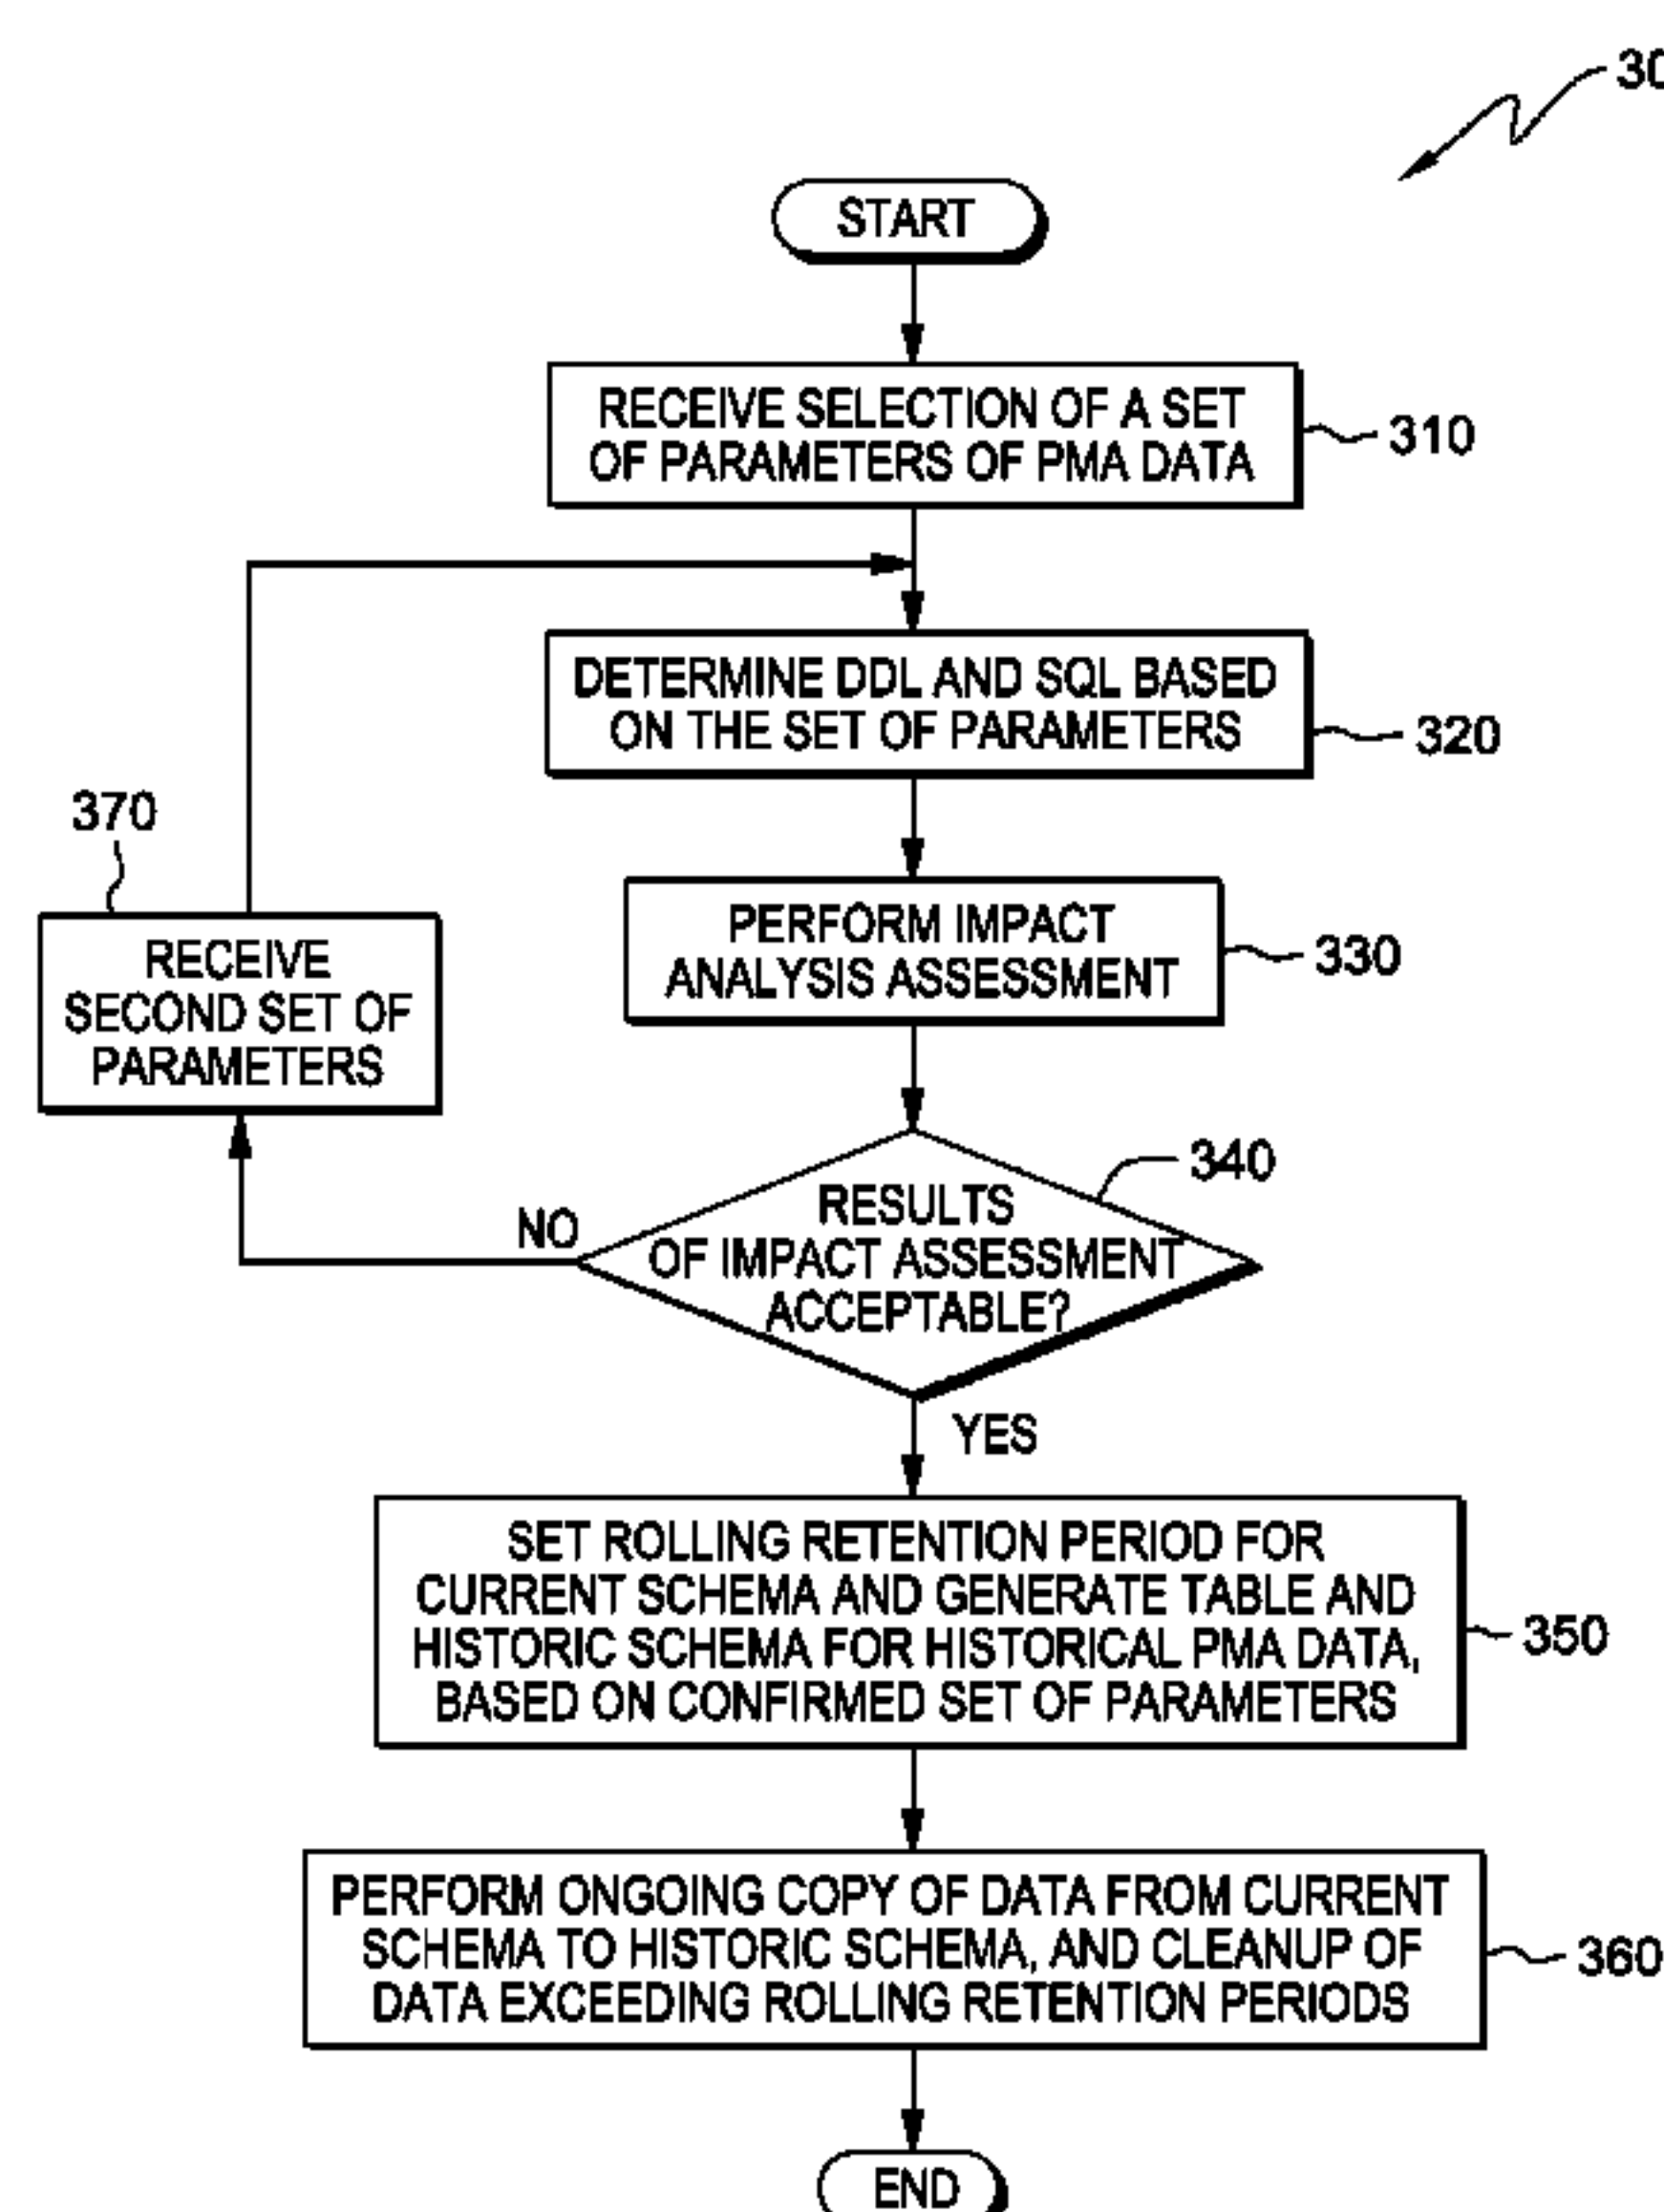 START
RECEIVE SELECTION OF A SET
OF PARAMETERS OF PMA DATA
310
DETERMINE DDL AND SQL BASED
ON THE SET OF PARAMETERS
320
370
RECEIVE
SECOND SET OF
PARAMETERS
PERFORM IMPACT
ANALYSIS ASSESSMENT
330
340
RESULTS
OF IMPACT ASSESSMENT
ACCEPTABLE?
NO
YES
SET ROLLING RETENTION PERIOD FOR
CURRENT SCHEMA AND GENERATE TABLE AND
HISTORIC SCHEMA FOR HISTORICAL PMA DATA,
BASED ON CONFIRMED SET OF PARAMETERS
350
PERFORM ONGOING COPY OF DATA FROM CURRENT
SCHEMA TO HISTORIC SCHEMA, AND CLEANUP OF
DATA EXCEEDING ROLLING RETENTION PERIODS
360
END